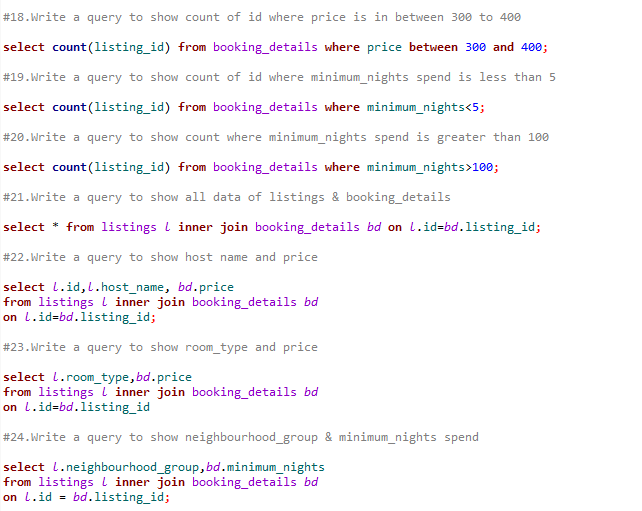 #18.Write a query to show count of id where price is in between 300 to 400
select count(listing_id) from booking_details where price between 300 and 400;
#19.Write a query to show count of id where minimum_nights spend is less than 5
select count(listing_id) from booking_details where minimum_nights<5;
#20.Write a query to show count where minimum_nights spend is greater than 100
select count(listing_id) from booking_details where minimum_nights>100;
#21.Write a query to show all data of listings & booking_details
select * from listings l inner join booking_details bd on l.id=bd.listing_id;
#22.Write a query to show host name and price
select l.id,l.host_name, bd.price
from listings l inner join booking_details bd
on l.id=bd.listing_id;
#23.Write a query to show room_type and price
select l.room_type,bd.price
from listings l inner join booking_details bd
on l.id=bd.listing_id
#24.Write a query to show neighbourhood_group & minimum_nights spend
select l.neighbourhood_group,bd.minimum_nights
from listings l inner join booking_details bd
on l.id = bd.listing_id;